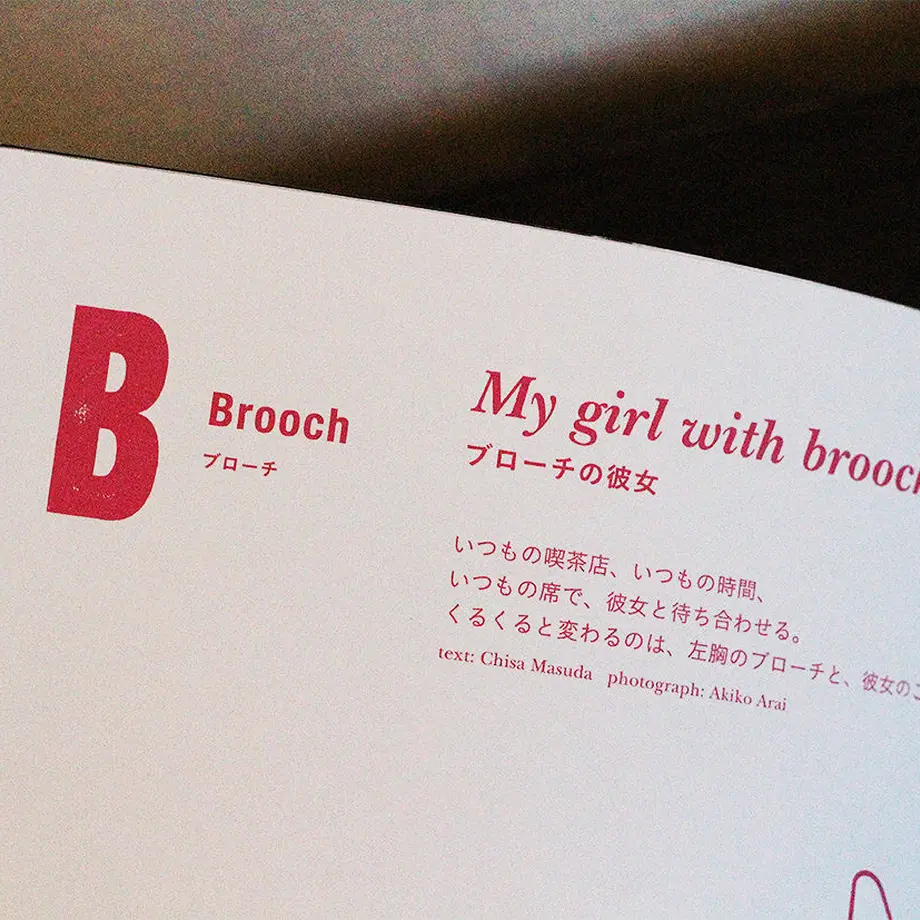 B
Brooch
ブローチ
My girl with brooch
ブローチの彼女
いつもの喫茶店、いつもの時間、
いつもの席で、彼女と待ち合わせる。
くるくると変わるのは、左胸のブローチと、彼女の
text: Chisa Masuda photograph: Akiko Arai